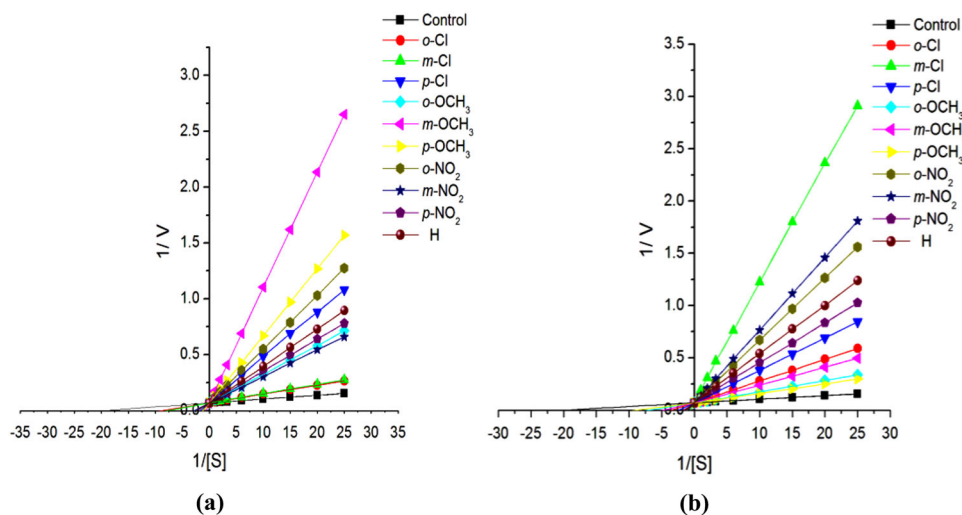 Control
o-Cl
m-Cl
p-Cl
o-OCH₃
m-OCH₃
p-OCH₃
o-NO₂
m-NO₂
p-NO₂
H
3.0
2.5
2.0
1.5
1.0
0.5
0.0
1/ V
-35 -30 -25 -20 -15 -10 -5 0 5 10 15 20 25 30 35
1/[S]
(a)
Control
o-Cl
m-Cl
p-Cl
o-OCH₃
m-OCH₃
p-OCH₃
o-NO₂
m-NO₂
p-NO₂
H
3.5
3.0
2.5
2.0
1.5
1.0
0.5
0.0
1/ V
-30 -25 -20 -15 -10 -5 0 5 10 15 20 25 30
1/[S]
(b)